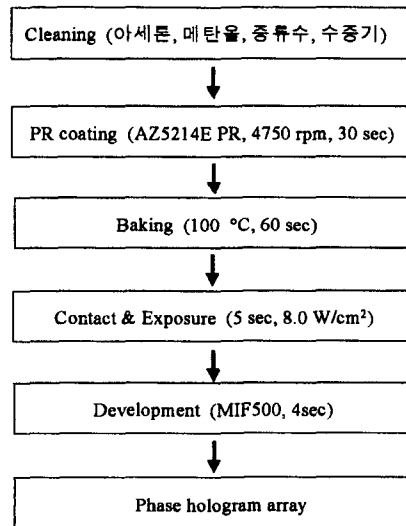 Cleaning (아세톤, 메탄올, 증류수, 수증기)
PR coating (AZ5214E PR, 4750 rpm, 30 sec)
Baking (100 °C, 60 sec)
Contact & Exposure (5 sec, 8.0 W/cm²)
Development (MIF500, 4sec)
Phase hologram array